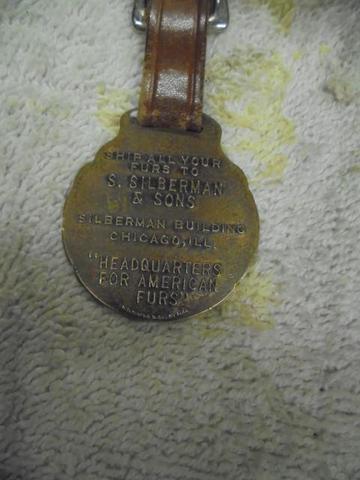 SHIP ALL YOUR
FURS TO
S. SILBERMAN
& SONS
SILBERMAN BUILDING
CHICAGO, ILL.
"HEADQUARTERS
FOR AMERICAN
FURS"